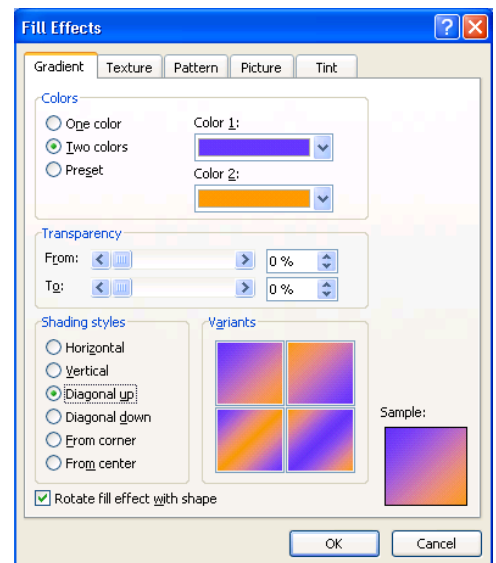 Fill Effects
Gradient Texture Pattern Picture Tint
Colors
One color
Two colors
Preset
Color 1:
Color 2:
Transparency
From: 0 %
To: 0 %
Shading styles
Horizontal
Vertical
Diagonal up
Diagonal down
From corner
From center
Variants
Sample:
Rotate fill effect with shape
OK Cancel